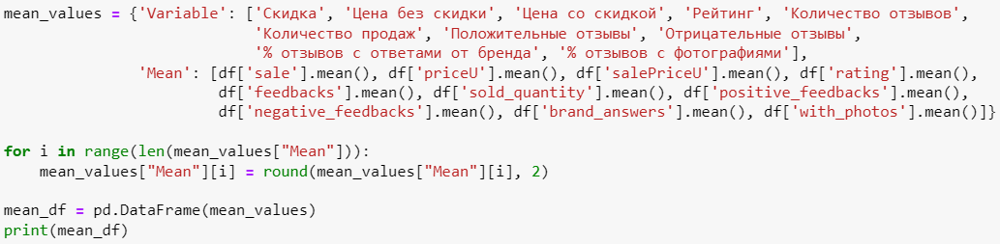 mean_values = {'Variable': ['Скидка', 'Цена без скидки', 'Цена со скидкой', 'Рейтинг', 'Количество отзывов',
                            'Количество продаж', 'Положительные отзывы', 'Отрицательные отзывы',
                            '% отзывов с ответами от бренда', '% отзывов с фотографиями'],
               'Mean': [df['sale'].mean(), df['priceU'].mean(), df['salePriceU'].mean(), df['rating'].mean(),
                        df['feedbacks'].mean(), df['sold_quantity'].mean(), df['positive_feedbacks'].mean(),
                        df['negative_feedbacks'].mean(), df['brand_answers'].mean(), df['with_photos'].mean()]}
for i in range(len(mean_values["Mean"])):
    mean_values["Mean"][i] = round(mean_values["Mean"][i], 2)
mean_df = pd.DataFrame(mean_values)
print(mean_df)